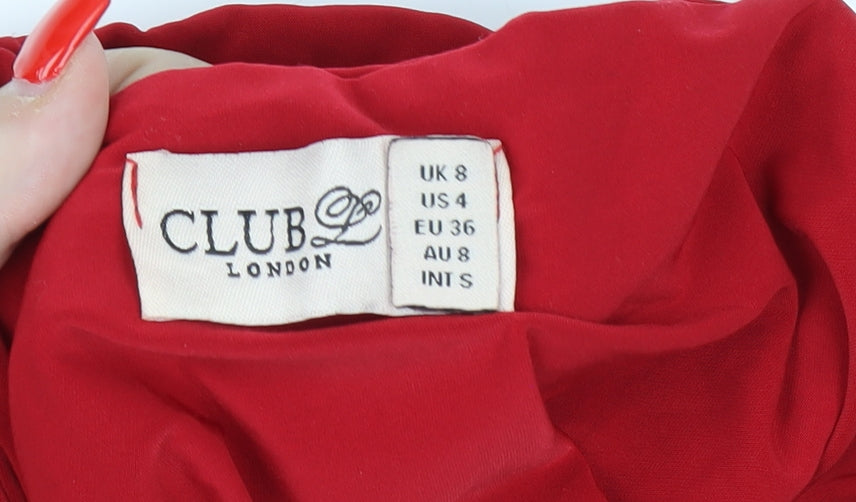 CLUB L
LONDON
UK 8
US 4
EU 36
AU 8
INT S